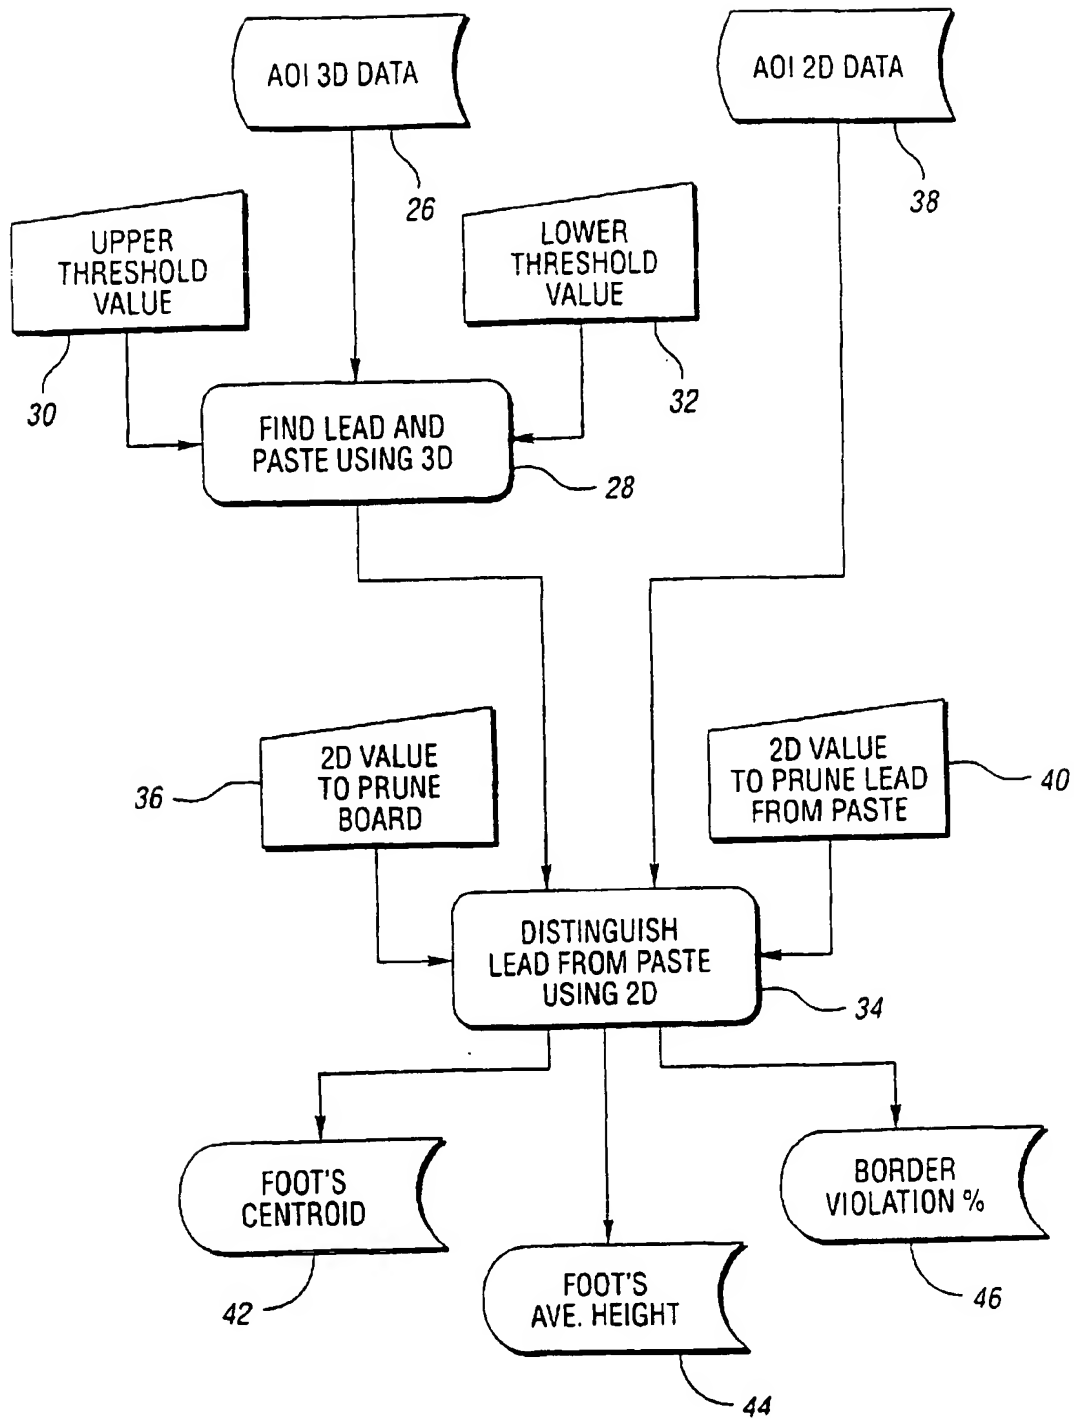 AOI 3D DATA
26
AOI 2D DATA
38
UPPER
THRESHOLD
VALUE
30
LOWER
THRESHOLD
VALUE
32
FIND LEAD AND
PASTE USING 3D
28
2D VALUE
TO PRUNE
BOARD
36
2D VALUE
TO PRUNE LEAD
FROM PASTE
40
DISTINGUISH
LEAD FROM PASTE
USING 2D
34
FOOT'S
CENTROID
42
FOOT'S
AVE. HEIGHT
44
BORDER
VIOLATION %
46